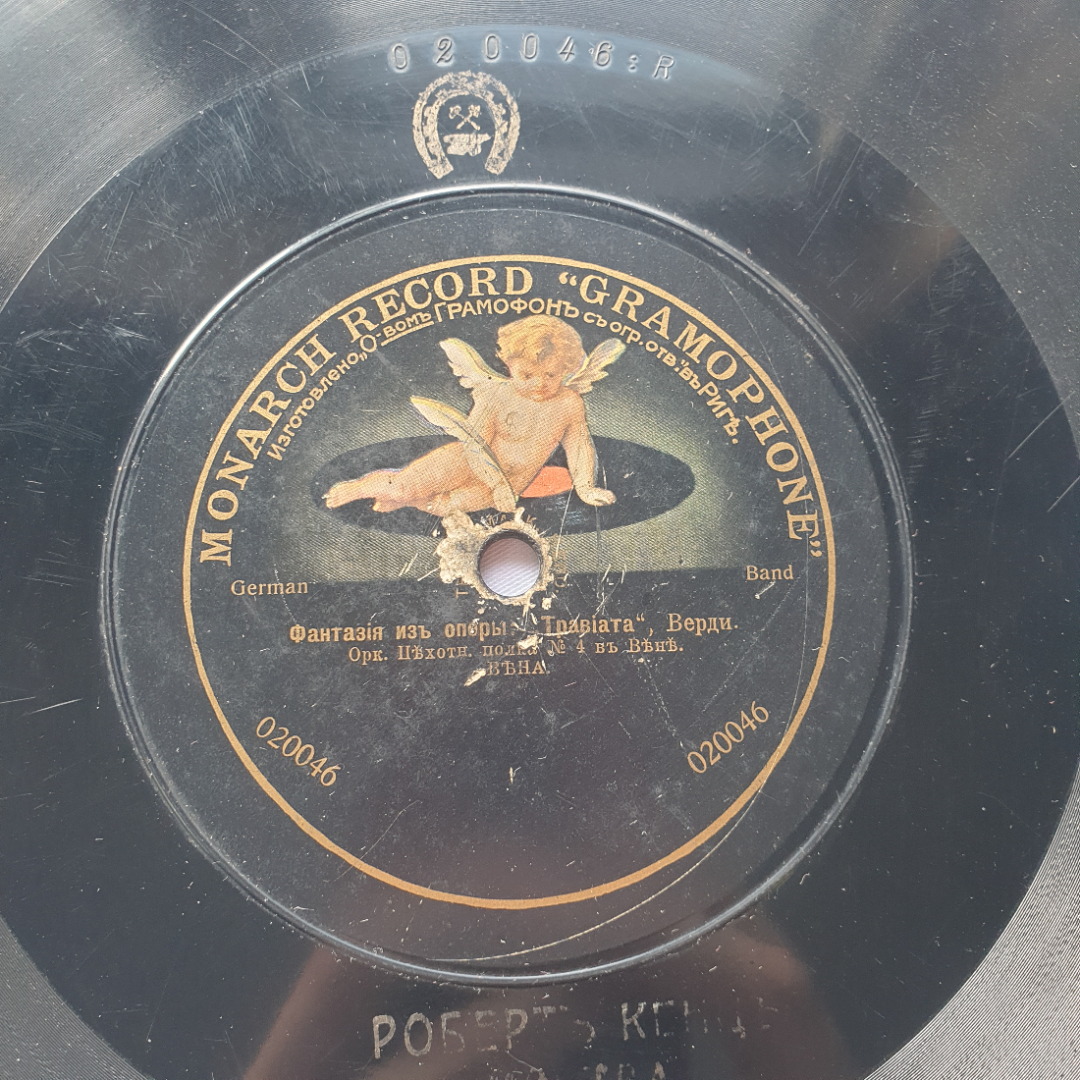 020046:R
MONARCH RECORD “GRAMOPHONE”
Изготовлено „О-вомъ ГРАМОФОНЪ съ огр. отв.“ въ Ригѣ.
German Band
Фантазія изъ оперы: „Травіата“, Верди.
Орк. Пѣхотн. полка № 4 въ Вѣнѣ.
ВѢНА.
020046 020046
РОБЕРТЪ